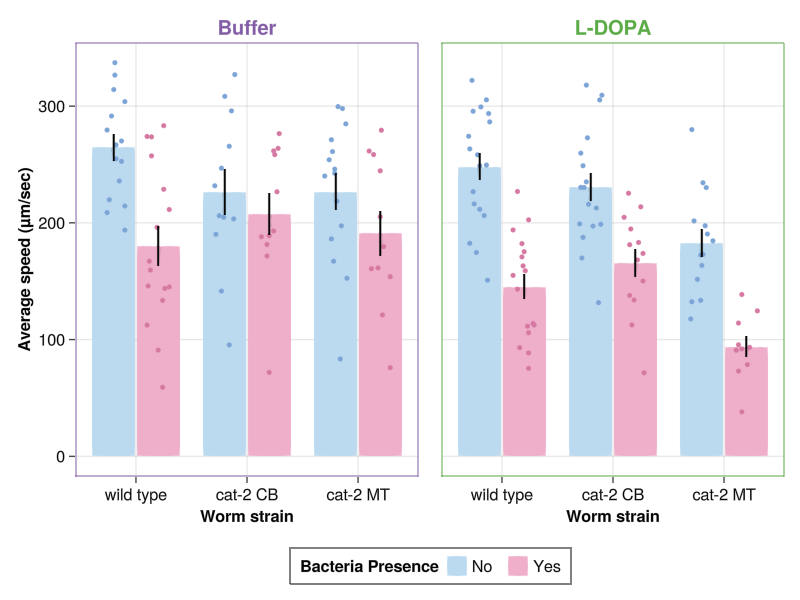 Buffer
L-DOPA
Average speed (µm/sec)
300
200
100
0
wild type
cat-2 CB
cat-2 MT
wild type
cat-2 CB
cat-2 MT
Worm strain
Worm strain
Bacteria Presence No Yes